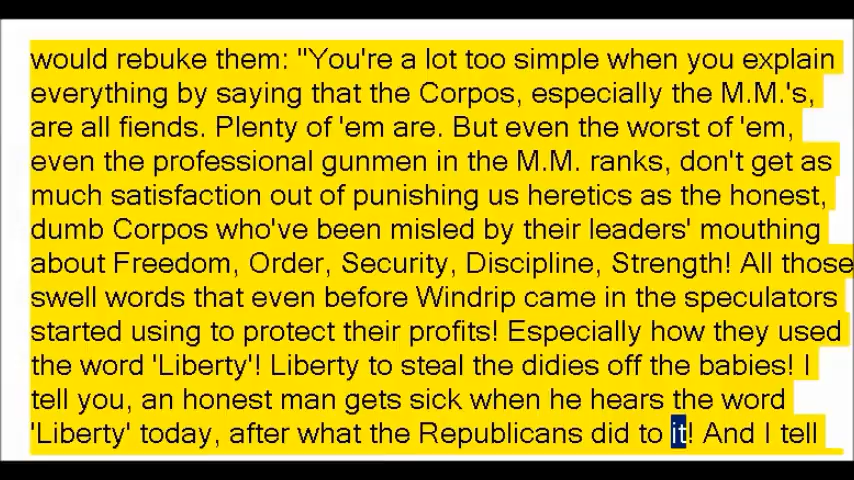 would rebuke them: "You're a lot too simple when you explain
everything by saying that the Corpos, especially the M.M.'s,
are all fiends. Plenty of 'em are. But even the worst of 'em,
even the professional gunmen in the M.M. ranks, don't get as
much satisfaction out of punishing us heretics as the honest,
dumb Corpos who've been misled by their leaders' mouthing
about Freedom, Order, Security, Discipline, Strength! All those
swell words that even before Windrip came in the speculators
started using to protect their profits! Especially how they used
the word 'Liberty'! Liberty to steal the didies off the babies! I
tell you, an honest man gets sick when he hears the word
'Liberty' today, after what the Republicans did to it! And I tell